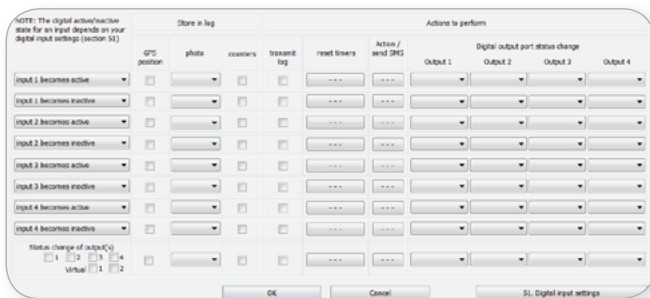 NOTE: The digital active/inactive
state for an input depends on your
digital input settings (section 51)
Store in log
Actions to perform
GPS
position
photo
counters
transmit
log
reset timers
Action /
send SMS
Digital output port status change
Output 1 Output 2 Output 3 Output 4
input 1 becomes active --- ---
input 1 becomes inactive --- ---
input 2 becomes active --- ---
input 2 becomes inactive --- ---
input 3 becomes active --- ---
input 3 becomes inactive --- ---
input 4 becomes active --- ---
input 4 becomes inactive --- ---
Status change of output(s)
1 2 3 4
Virtual 1 2
--- ---
OK Cancel 51. Digital input settings